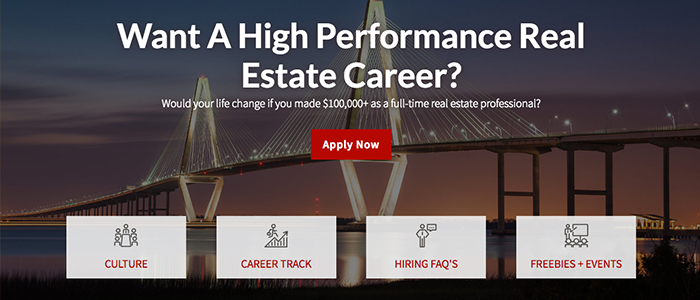 Want A High Performance Real
Estate Career?
Would your life change if you made $100,000+ as a full-time real estate professional?
Apply Now
CULTURE
CAREER TRACK
HIRING FAQ'S
FREEBIES + EVENTS